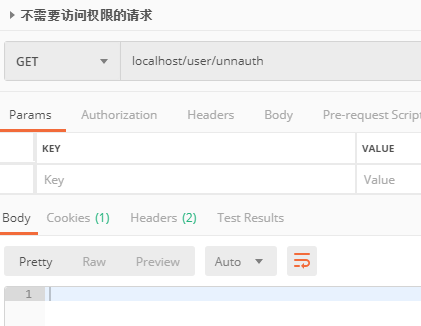 不需要访问权限的请求
GET localhost/user/unnauth
Params Authorization Headers Body Pre-request Script
KEY VALUE
Key Value
Body Cookies (1) Headers (2) Test Results
Pretty Raw Preview Auto
1